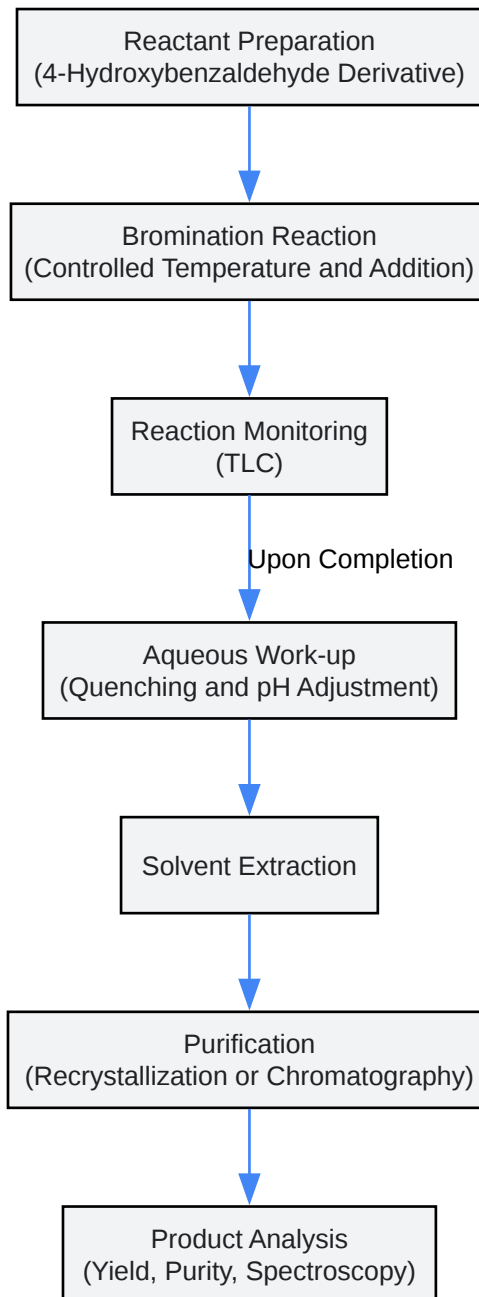 Reactant Preparation
(4-Hydroxybenzaldehyde Derivative)
Bromination Reaction
(Controlled Temperature and Addition)
Reaction Monitoring
(TLC)
Upon Completion
Aqueous Work-up
(Quenching and pH Adjustment)
Solvent Extraction
Purification
(Recrystallization or Chromatography)
Product Analysis
(Yield, Purity, Spectroscopy)